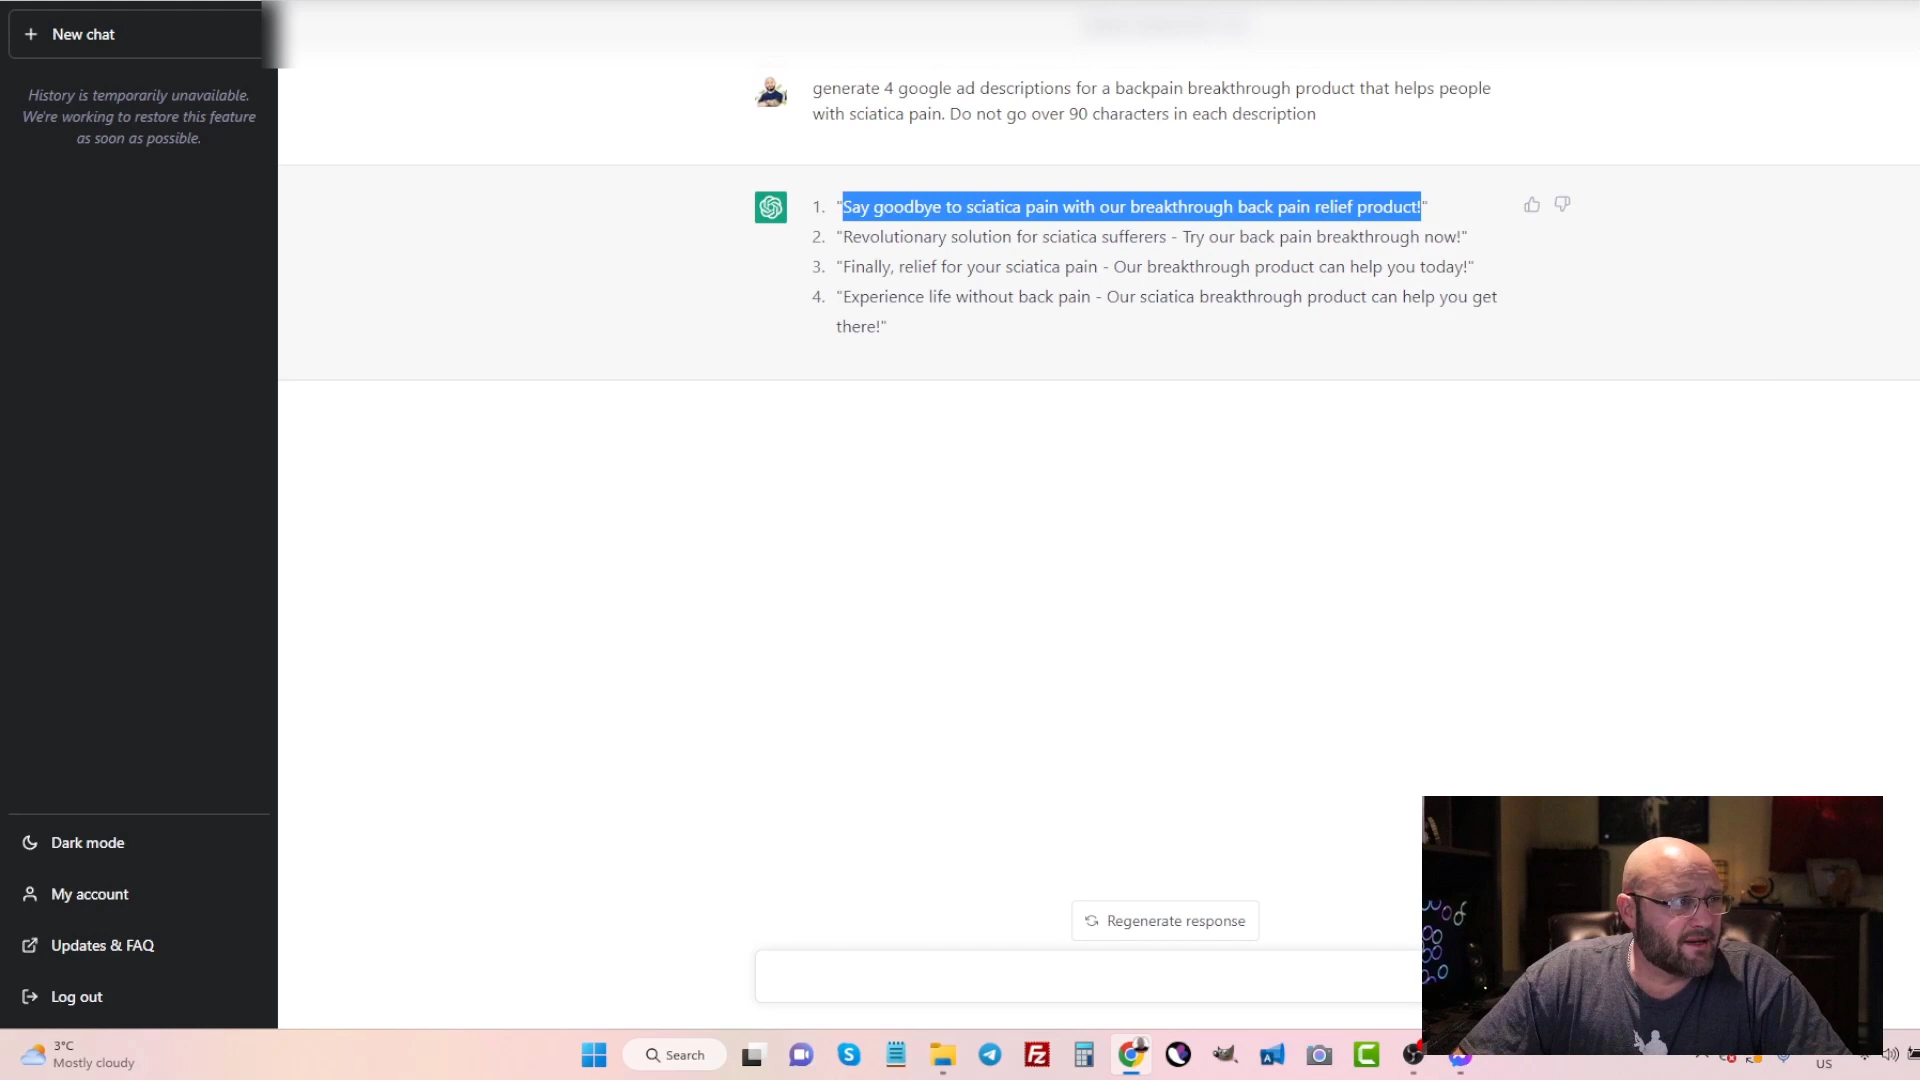 New chat
History is temporarily unavailable.
We're working to restore this feature
as soon as possible.
generate 4 google ad descriptions for a backpain breakthrough product that helps people
with sciatica pain. Do not go over 90 characters in each description
1. "Say goodbye to sciatica pain with our breakthrough back pain relief product!"
2. "Revolutionary solution for sciatica sufferers - Try our back pain breakthrough now!"
3. "Finally, relief for your sciatica pain - Our breakthrough product can help you today!"
4. "Experience life without back pain - Our sciatica breakthrough product can help you get
there!"
Dark mode
My account
Updates & FAQ
Log out
Regenerate response
3°C
Mostly cloudy
Search
US